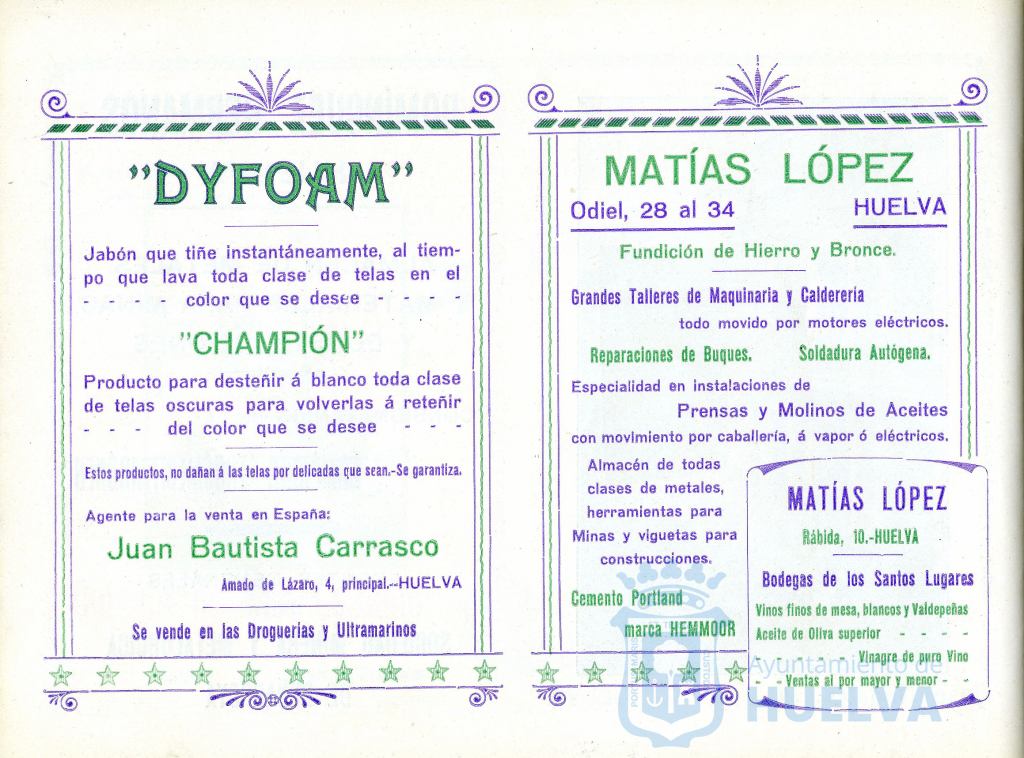 "DYFOAM"
Jabón que tiñe instantáneamente, al tiem-
po que lava toda clase de telas en el
- - - - color que se desee - - - -
"CHAMPIÓN"
Producto para desteñir á blanco toda clase
de telas oscuras para volverlas á reteñir
- - - del color que se desee - - -
Estos productos, no dañan á las telas por delicadas que sean.-Se garantiza.
Agente para la venta en España:
Juan Bautista Carrasco
Amado de Lázaro, 4, principal.--HUELVA
Se vende en las Droguerias y Ultramarinos
MATÍAS LÓPEZ
Odiel, 28 al 34 HUELVA
Fundición de Hierro y Bronce.
Grandes Talleres de Maquinaria y Calderería
todo movido por motores eléctricos.
Reparaciones de Buques. Soldadura Autógena.
Especialidad en instalaciones de
Prensas y Molinos de Aceites
con movimiento por caballería, á vapor ó eléctricos.
Almacén de todas
clases de metales,
herramientas para
Minas y viguetas para
construcciones.
Cemento Portland
marca HEMMOOR
MATÍAS LÓPEZ
Rábida, 10.-HUELVA
Bodegas de los Santos Lugares
Vinos finos de mesa, blancos y Valdepeñas
Aceite de Oliva superior - - - -
- - - - Vinagre de puro Vino
- - Ventas al por mayor y menor - -
Ayuntamiento de
HUELVA